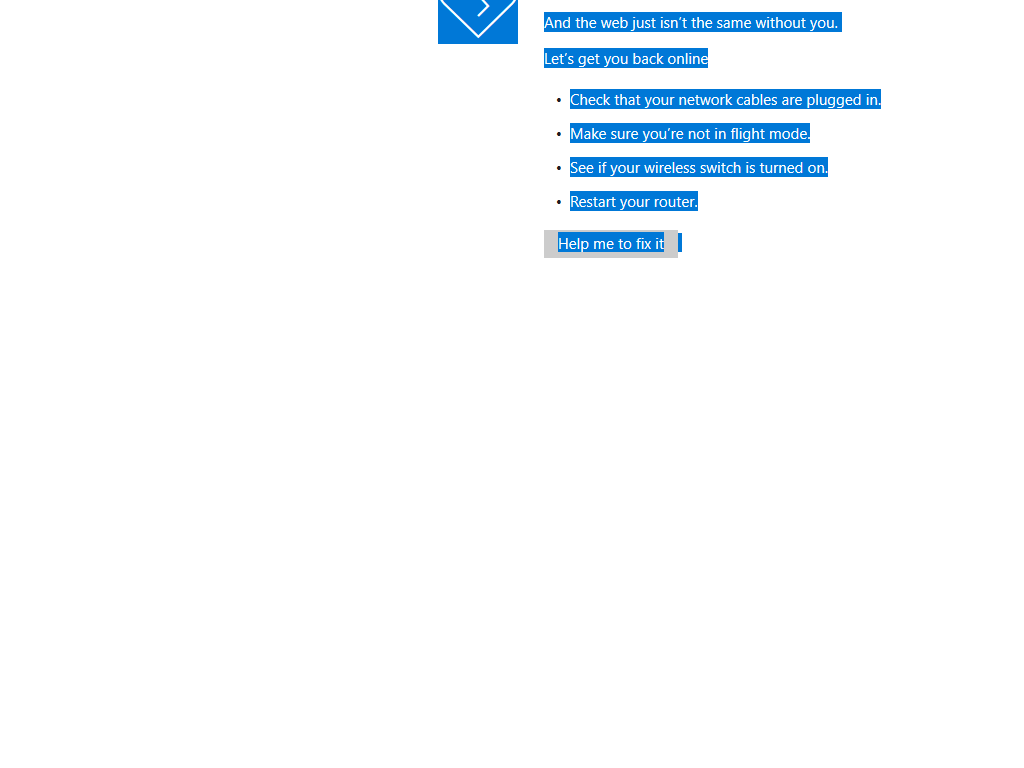 And the web just isn’t the same without you.
Let’s get you back online
• Check that your network cables are plugged in.
• Make sure you’re not in flight mode.
• See if your wireless switch is turned on.
• Restart your router.
Help me to fix it